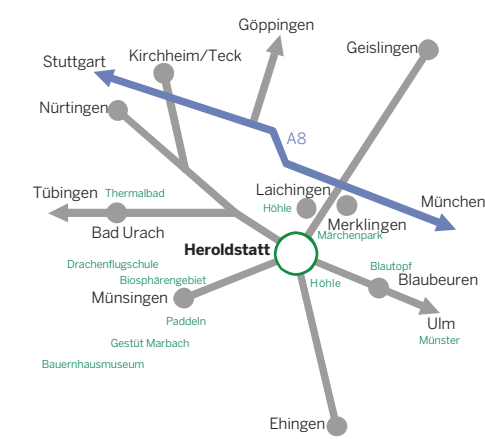 Göppingen
Geislingen
Kirchheim/Teck
Stuttgart
Nürtingen
A8
Laichingen
Tübingen
Thermalbad
Höhle
München
Merklingen
Bad Urach
Märchenpark
Heroldstatt
Drachenflugschule
Blautopf
Biosphärengebiet
Höhle
Blaubeuren
Münsingen
Paddeln
Ulm
Münster
Gestüt Marbach
Bauernhausmuseum
Ehingen